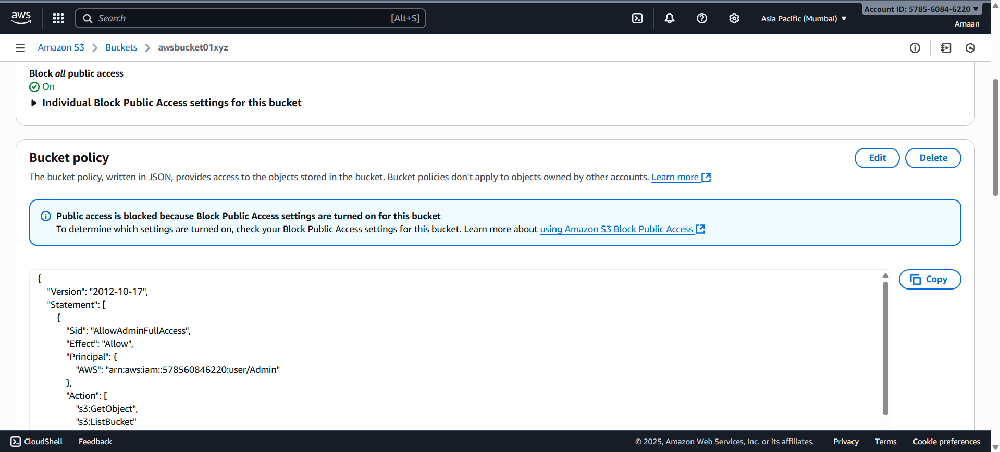 aws
Search
[Alt+S]
Asia Pacific (Mumbai)
Account ID: 5785-6084-6220
Amaan
Amazon S3
Buckets
awsbucket01xyz
Block all public access
On
Individual Block Public Access settings for this bucket
Bucket policy
Edit
Delete
The bucket policy, written in JSON, provides access to the objects stored in the bucket. Bucket policies don't apply to objects owned by other accounts. Learn more
Public access is blocked because Block Public Access settings are turned on for this bucket
To determine which settings are turned on, check your Block Public Access settings for this bucket. Learn more about using Amazon S3 Block Public Access
Copy
{
"Version": "2012-10-17",
"Statement": [
{
"Sid": "AllowAdminFullAccess",
"Effect": "Allow",
"Principal": {
"AWS": "arn:aws:iam::578560846220:user/Admin"
},
"Action": [
"s3:GetObject",
"s3:ListBucket"
CloudShell
Feedback
© 2025, Amazon Web Services, Inc. or its affiliates.
Privacy
Terms
Cookie preferences